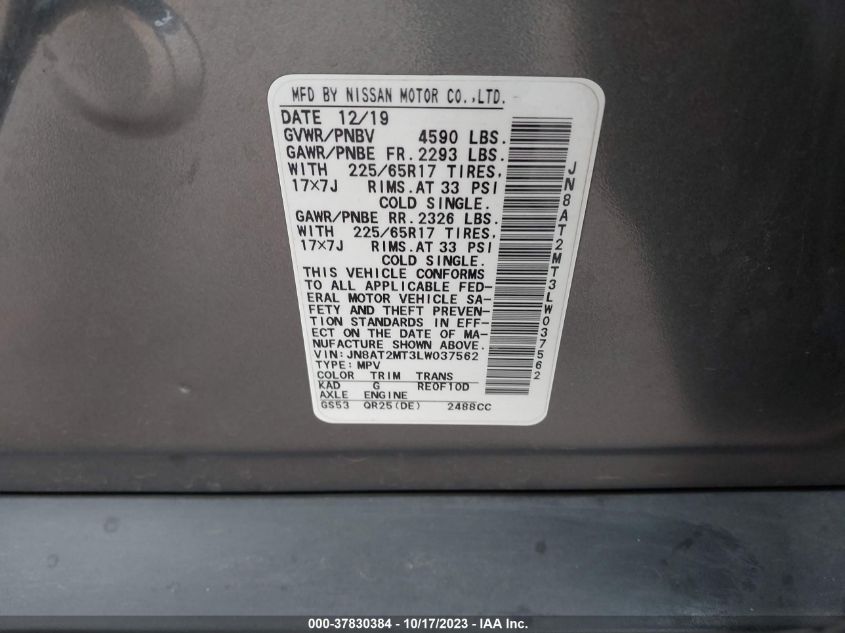 MFD BY NISSAN MOTOR CO.,LTD.
DATE 12/19
GVWR/PNBV 4590 LBS.
GAWR/PNBE FR. 2293 LBS.
WITH 225/65R17 TIRES,
17X7J RIMS.AT 33 PSI
COLD SINGLE.
GAWR/PNBE RR. 2326 LBS.
WITH 225/65R17 TIRES,
17X7J RIMS.AT 33 PSI
COLD SINGLE.
THIS VEHICLE CONFORMS
TO ALL APPLICABLE FED-
ERAL MOTOR VEHICLE SA-
FETY AND THEFT PREVEN-
TION STANDARDS IN EFF-
ECT ON THE DATE OF MA-
NUFACTURE SHOWN ABOVE.
VIN:JN8AT2MT3LW037562
TYPE:MPV
COLOR TRIM TRANS
KAD G RE0F10D
AXLE ENGINE
GS53 QR25(DE) 2488CC
JN8AT2MT3LW037562
000-37830384 - 10/17/2023 - IAA Inc.